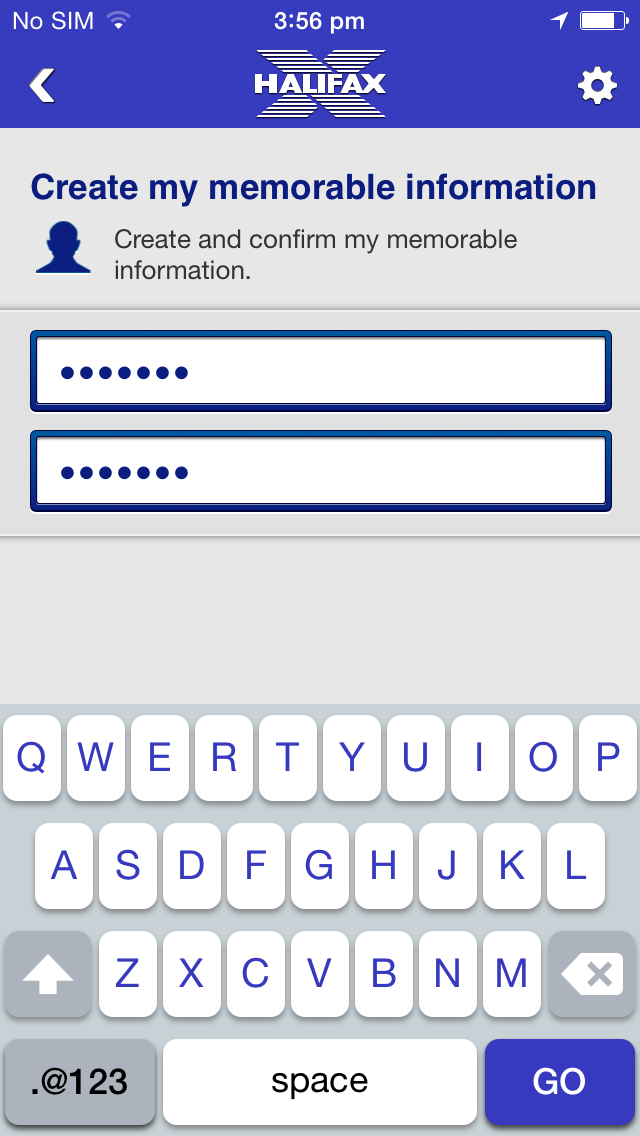 No SIM 3:56 pm
HALIFAX
Create my memorable information
Create and confirm my memorable
information.
•••••••
•••••••
Q W E R T Y U I O P
A S D F G H J K L
Z X C V B N M
.@123 space GO